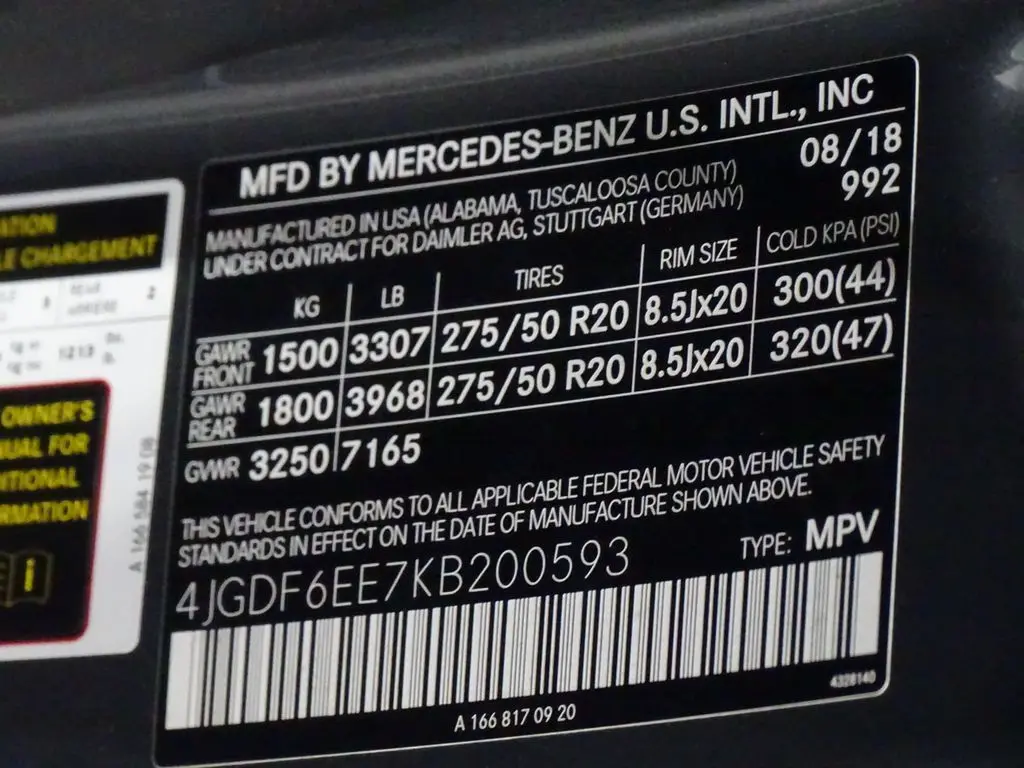 MFD BY MERCEDES-BENZ U.S. INTL., INC
MANUFACTURED IN USA (ALABAMA, TUSCALOOSA COUNTY) 08/18
UNDER CONTRACT FOR DAIMLER AG, STUTTGART (GERMANY) 992
KG LB TIRES RIM SIZE COLD KPA (PSI)
GAWR FRONT 1500 3307 275/50 R20 8.5Jx20 300(44)
GAWR REAR 1800 3968 275/50 R20 8.5Jx20 320(47)
GVWR 3250 7165
THIS VEHICLE CONFORMS TO ALL APPLICABLE FEDERAL MOTOR VEHICLE SAFETY
STANDARDS IN EFFECT ON THE DATE OF MANUFACTURE SHOWN ABOVE.
4JGDF6EE7KB200593 TYPE: MPV
4328140
A 166 817 09 20
ATION
LE CHARGEMENT
OWNER'S
NUAL FOR
ITIONAL
RMATION
i
A 166 584 19 08